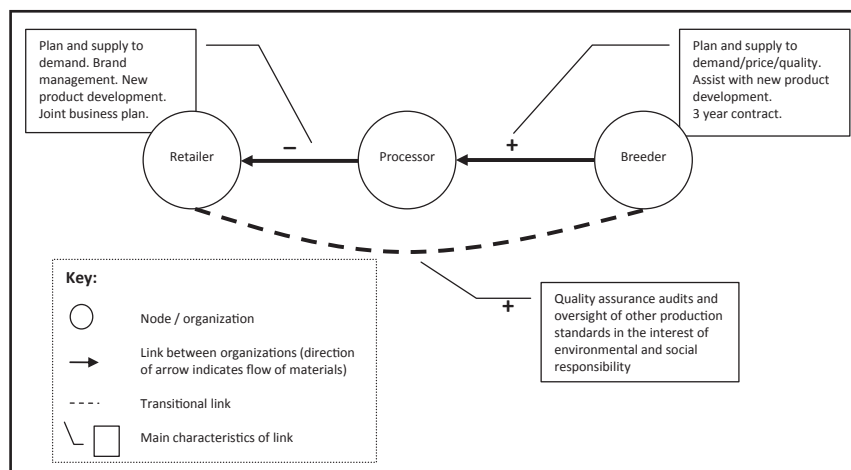 Plan and supply to
demand. Brand
management. New
product development.
Joint business plan.
Plan and supply to
demand/price/quality.
Assist with new product
development.
3 year contract.
–
+
Retailer
Processor
Breeder
+
Quality assurance audits and
oversight of other production
standards in the interest of
environmental and social
responsibility
Key:
Node / organization
Link between organizations (direction
of arrow indicates flow of materials)
Transitional link
Main characteristics of link